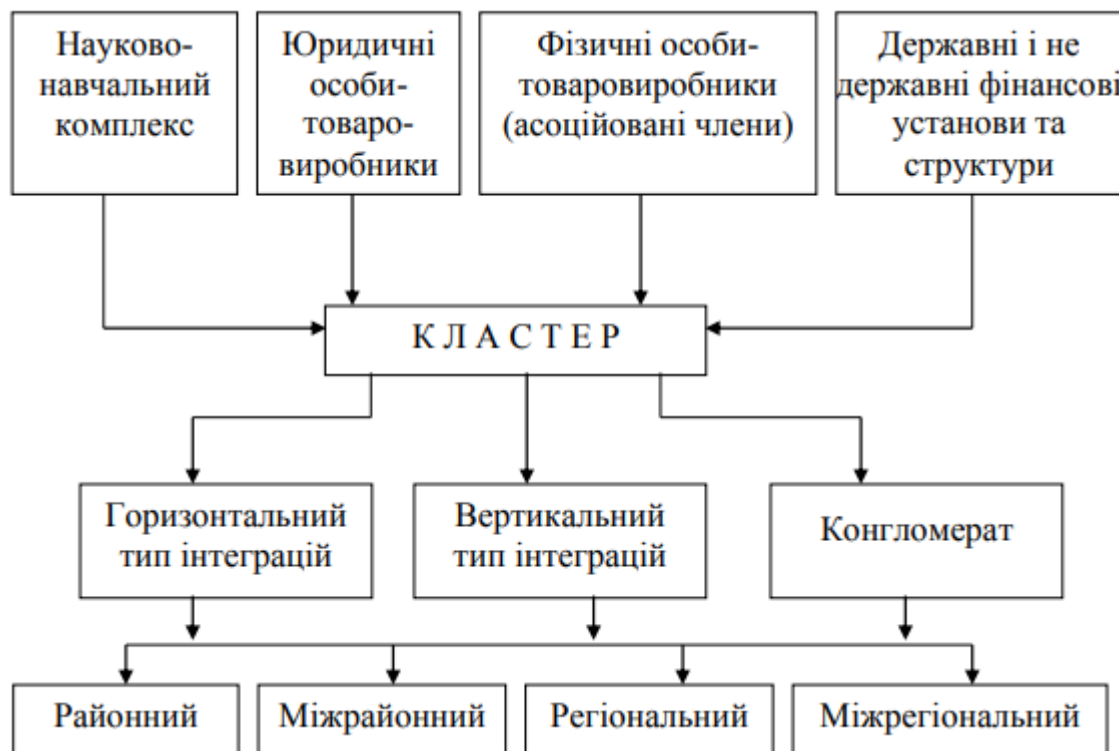 Науково-
навчальний
комплекс
Юридичні
особи-
товаро-
виробники
Фізичні особи-
товаровиробники
(асоційовані члени)
Державні і не
державні фінансові
установи та
структури
К Л А С Т Е Р
Горизонтальний
тип інтеграцій
Вертикальний
тип інтеграцій
Конгломерат
Районний
Міжрайонний
Регіональний
Міжрегіональний